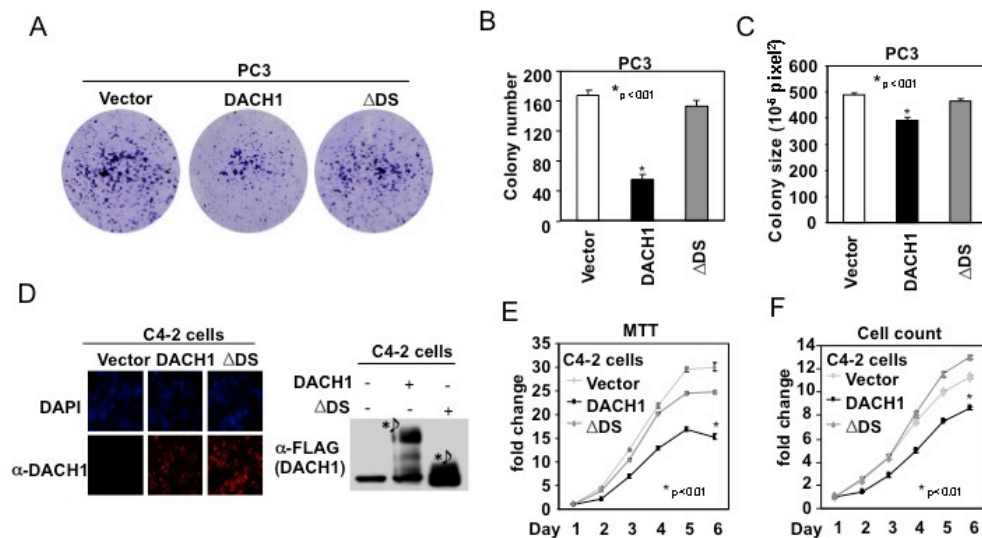 A
PC3
Vector DACH1 ΔDS
B
PC3
* p < 0.01
Colony number
200
160
120
80
40
0
*
Vector DACH1 ΔDS
C
PC3
* p < 0.01
Colony size (10⁻⁶ pixel²)
600
500
400
300
200
100
0
*
Vector DACH1 ΔDS
D
C4-2 cells
Vector DACH1 ΔDS
DAPI
α-DACH1
C4-2 cells
DACH1 - + -
ΔDS - - +
α-FLAG
(DACH1)
*
*
E
MTT
C4-2 cells
Vector
DACH1
ΔDS
fold change
35
30
25
20
15
10
5
0
*
* p < 0.01
Day 1 2 3 4 5 6
F
Cell count
C4-2 cells
Vector
DACH1
ΔDS
fold change
14
12
10
8
6
4
2
0
*
* p < 0.01
Day 1 2 3 4 5 6